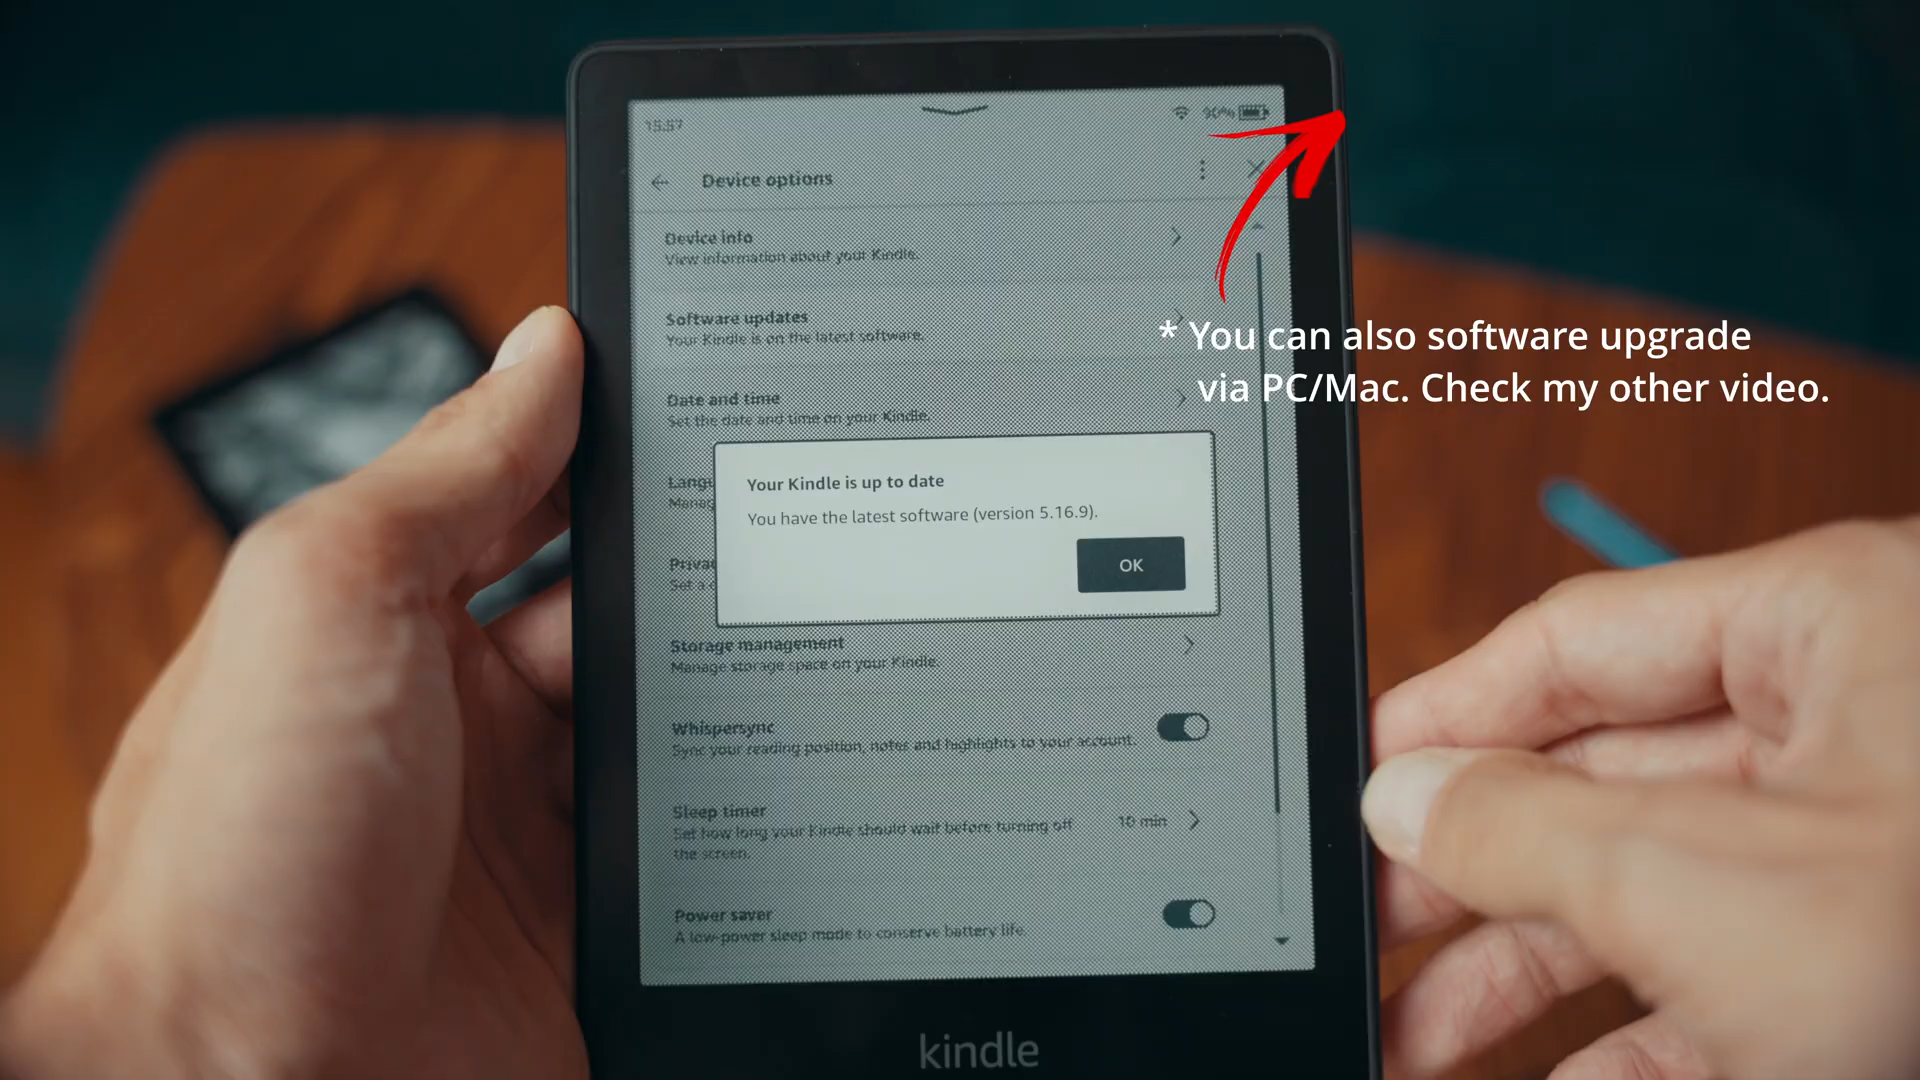 15:57
90%
Device options
Device info
View information about your Kindle.
Software updates
Your Kindle is on the latest software.
* You can also software upgrade
via PC/Mac. Check my other video.
Date and time
Set the date and time on your Kindle.
Langu
Manag
Your Kindle is up to date
You have the latest software (version 5.16.9).
OK
Privac
Set a
Storage management
Manage storage space on your Kindle.
Whispersync
Sync your reading position, notes and highlights to your account.
Sleep timer
Set how long your Kindle should wait before turning off
the screen.
10 min
Power saver
A low-power sleep mode to conserve battery life.
kindle